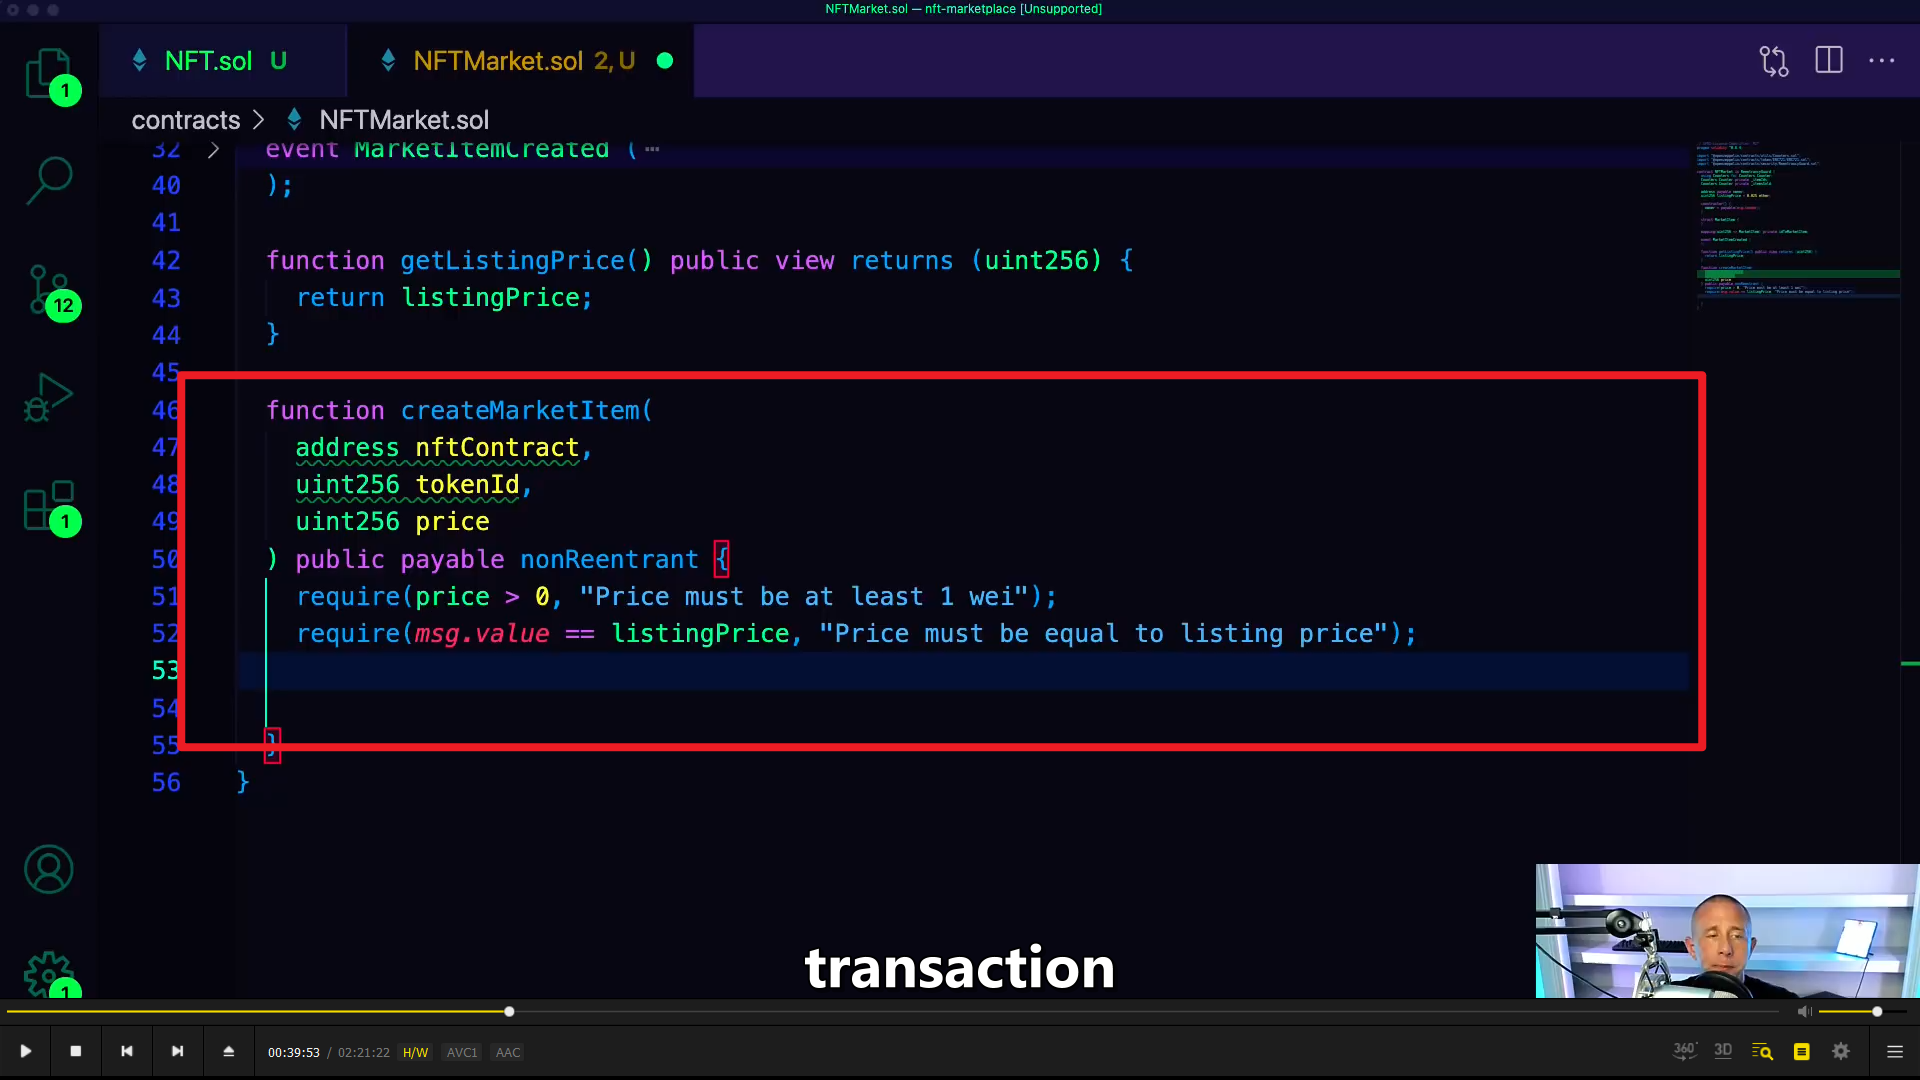 NFTMarket.sol — nft-marketplace [Unsupported]
NFT.sol U
NFTMarket.sol 2, U
contracts > NFTMarket.sol
32 > event MarketItemCreated ( ⋯
40 );
41
42 function getListingPrice() public view returns (uint256) {
43 return listingPrice;
44 }
45
46 function createMarketItem(
47 address nftContract,
48 uint256 tokenId,
49 uint256 price
50 ) public payable nonReentrant {
51 require(price > 0, "Price must be at least 1 wei");
52 require(msg.value == listingPrice, "Price must be equal to listing price");
53
54
55 }
56 }
1
12
1
1
transaction
00:39:53 / 02:21:22 H/W AVC1 AAC
360° 3D